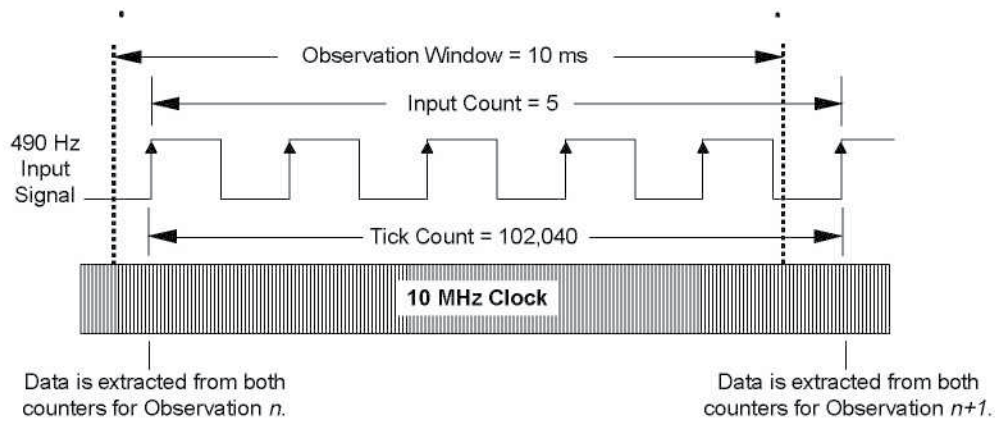 Observation Window = 10 ms
Input Count = 5
490 Hz
Input
Signal
Tick Count = 102,040
10 MHz Clock
Data is extracted from both
counters for Observation n.
Data is extracted from both
counters for Observation n+1.